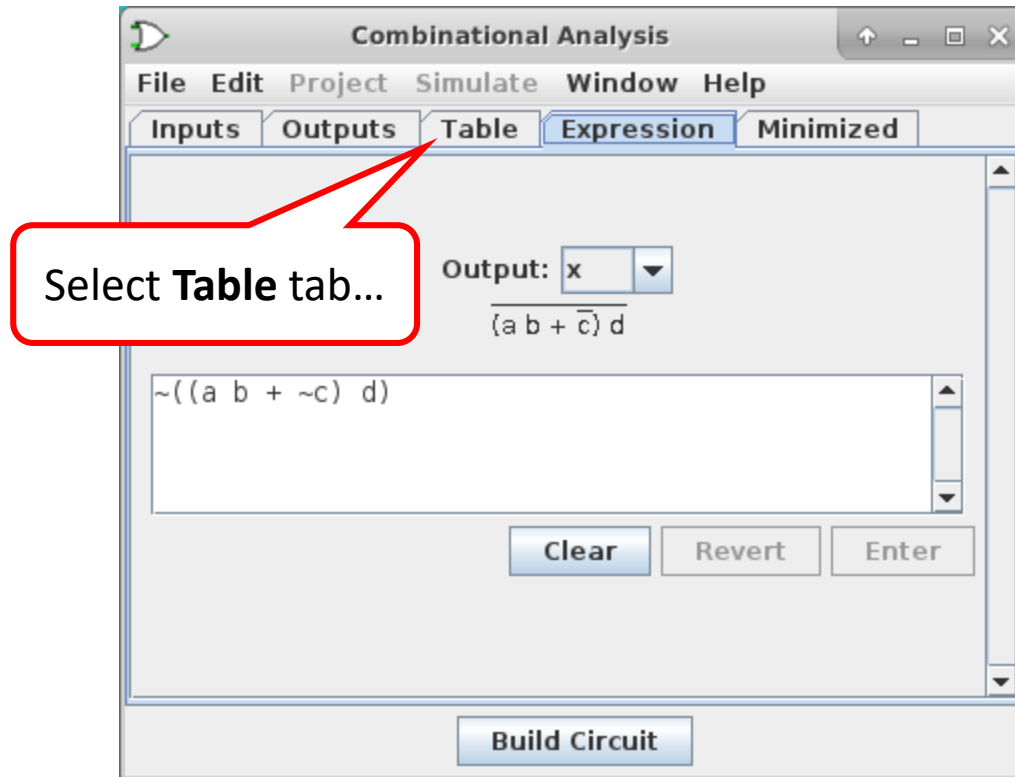 Combinational Analysis
File Edit Project Simulate Window Help
Inputs Outputs Table Expression Minimized
Select Table tab...
Output: x
(a b + c̅) d
~((a b + ~c) d)
Clear Revert Enter
Build Circuit